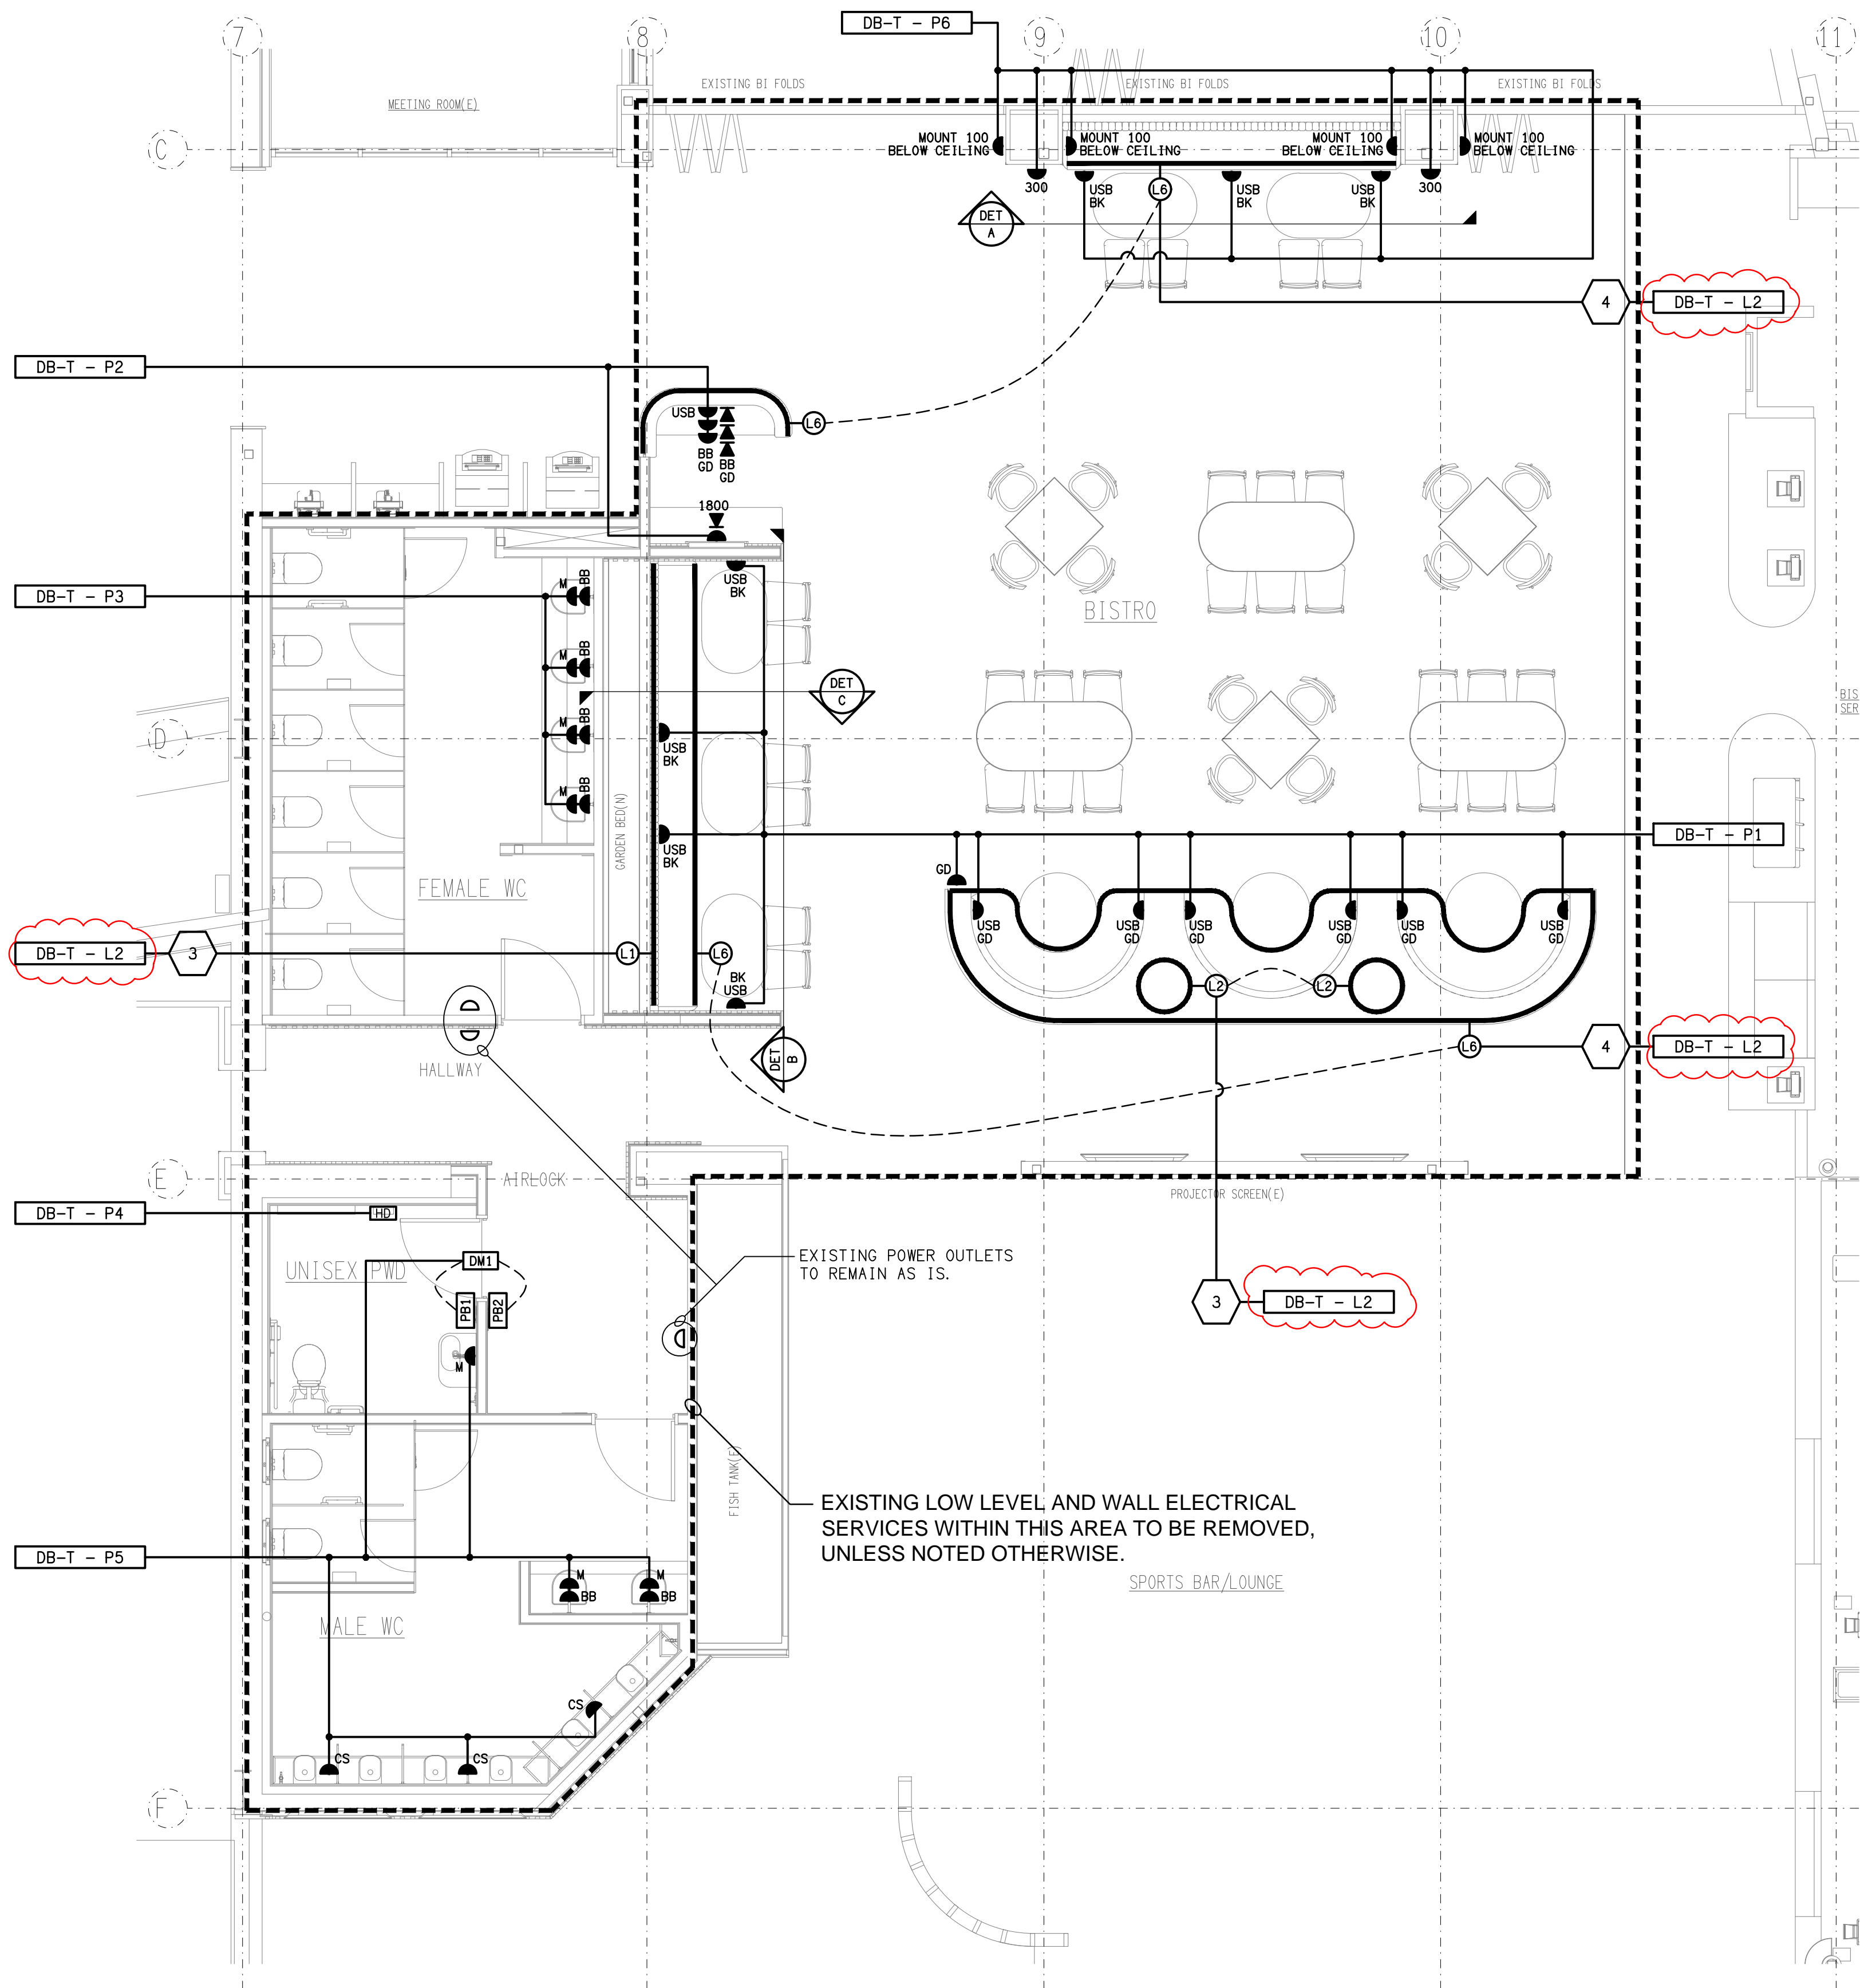 DB-T - P6
7
8
9
10
11
EXISTING BI FOLDS
EXISTING BI FOLDS
EXISTING BI FOLDS
MEETING ROOM(E)
C
MOUNT 100
BELOW CEILING
MOUNT 100
BELOW CEILING
MOUNT 100
BELOW CEILING
MOUNT 100
BELOW CEILING
300
USB
BK
L6
USB
BK
USB
BK
300
DET
A
4
DB-T - L2
DB-T - P2
USB
L6
BB
GD
BB
GD
1800
USB
BK
DB-T - P3
M
BB
BISTRO
M
BB
DET
C
BIS
SER
M
BB
D
USB
BK
M
BB
GARDEN BED(N)
USB
BK
DB-T - P1
GD
FEMALE WC
USB
GD
USB
GD
USB
GD
USB
GD
USB
GD
USB
GD
DB-T - L2
3
L1
L6
BK
USB
L2
L2
HALLWAY
DET
B
L6
4
DB-T - L2
E
AIRLOCK
PROJECTOR SCREEN(E)
DB-T - P4
HD
EXISTING POWER OUTLETS
TO REMAIN AS IS.
UNISEX PWD
DM1
PB1
PB2
3
DB-T - L2
M
FISH TANK(E)
EXISTING LOW LEVEL AND WALL ELECTRICAL
SERVICES WITHIN THIS AREA TO BE REMOVED,
UNLESS NOTED OTHERWISE.
DB-T - P5
M
BB
M
BB
SPORTS BAR/LOUNGE
MALE WC
CS
CS
CS
F